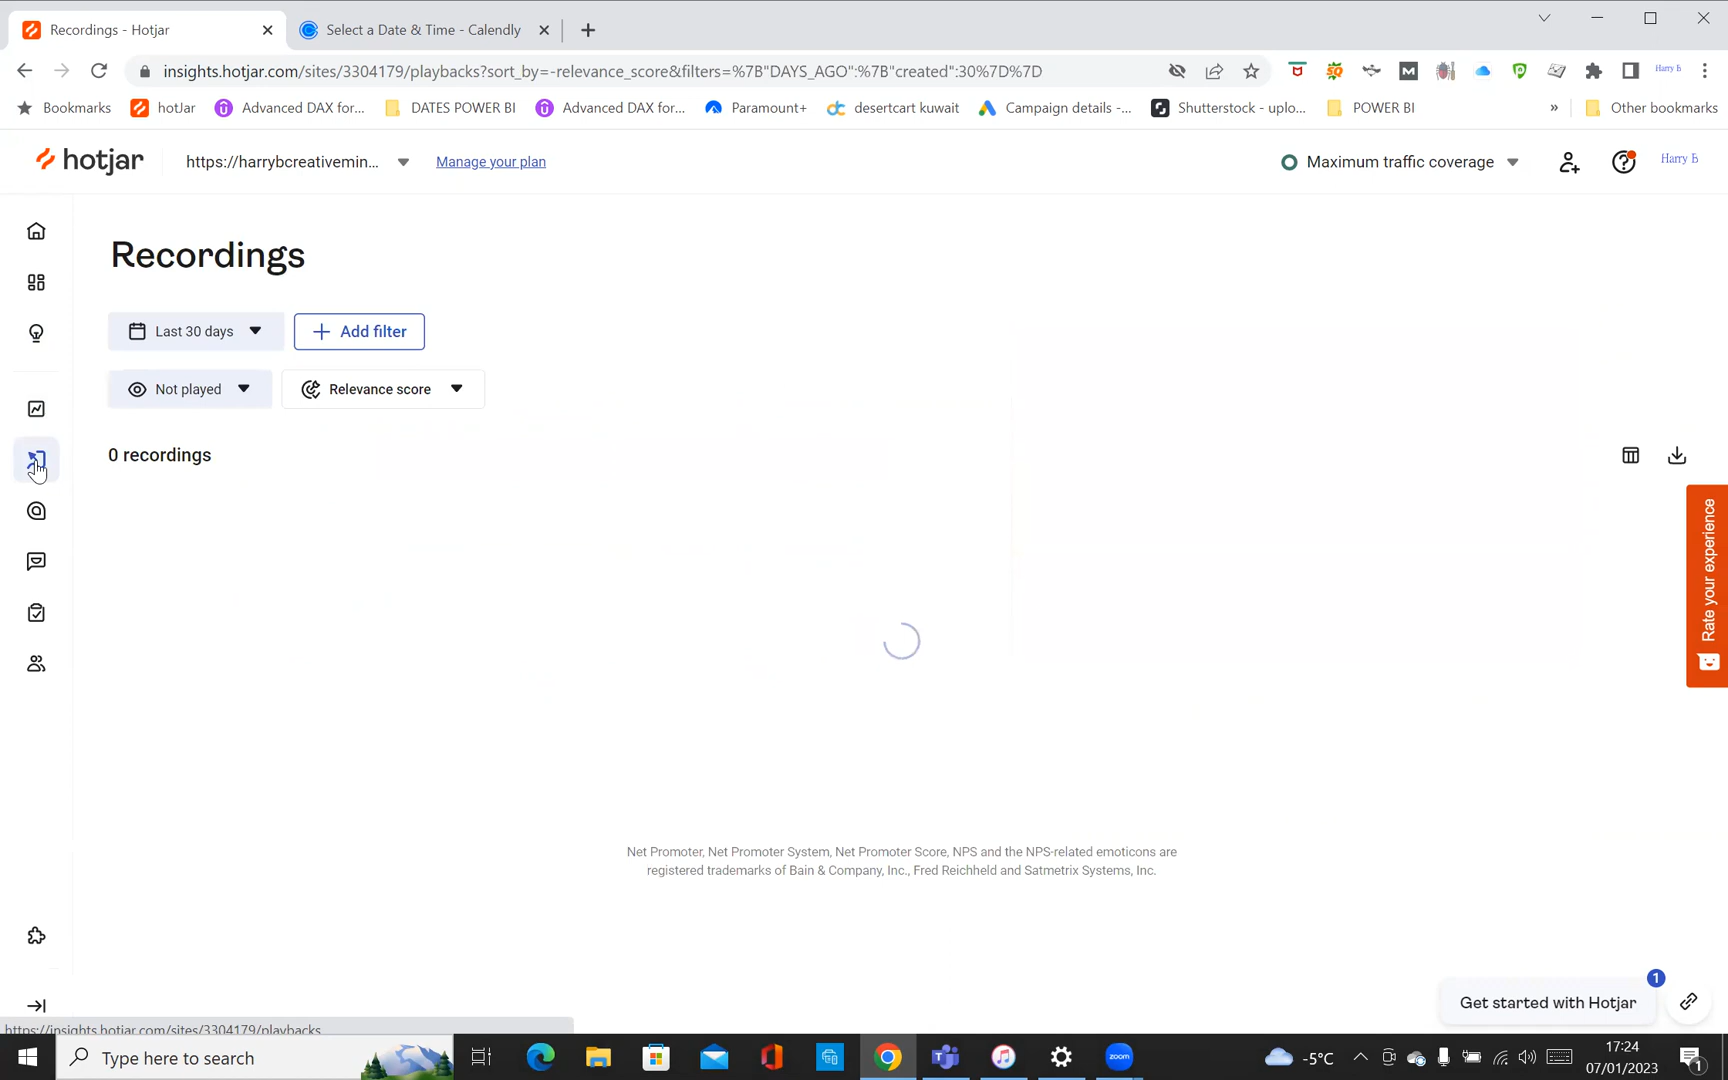 Recordings - Hotjar
Select a Date & Time - Calendly
insights.hotjar.com/sites/3304179/playbacks?sort_by=-relevance_score&filters=%7B"DAYS_AGO":%7B"created":30%7D%7D
Harry Б
Bookmarks
hotJar
Advanced DAX for...
DATES POWER BI
Advanced DAX for...
Paramount+
desertcart kuwait
Campaign details -...
Shutterstock - uplo...
POWER BI
»
Other bookmarks
hotjar
https://harrybcreativemin...
Manage your plan
Maximum traffic coverage
Harry Б
Recordings
Last 30 days
Add filter
Not played
Relevance score
0 recordings
Rate your experience
Net Promoter, Net Promoter System, Net Promoter Score, NPS and the NPS-related emoticons are
registered trademarks of Bain & Company, Inc., Fred Reichheld and Satmetrix Systems, Inc.
1
Get started with Hotjar
https://insights.hotjar.com/sites/3304179/playbacks
Type here to search
zoom
-5°C
17:24
07/01/2023
1